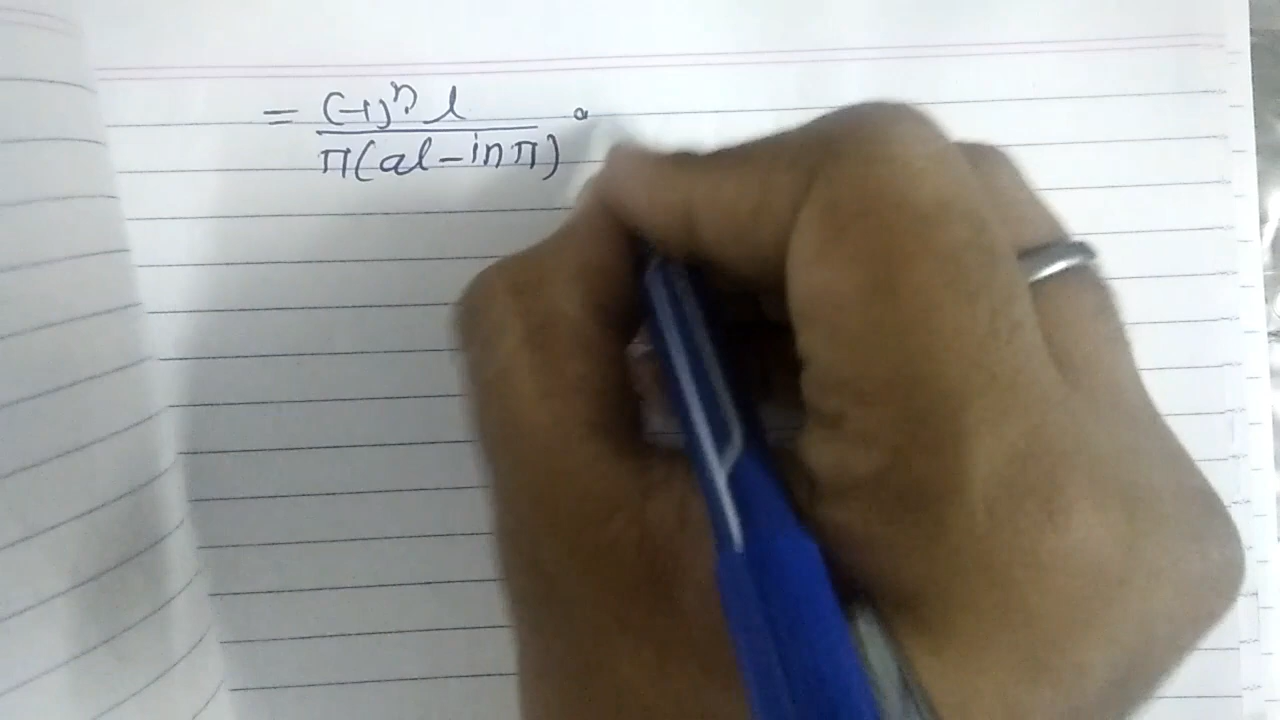 = (-1)ⁿ l
π(al - inπ)